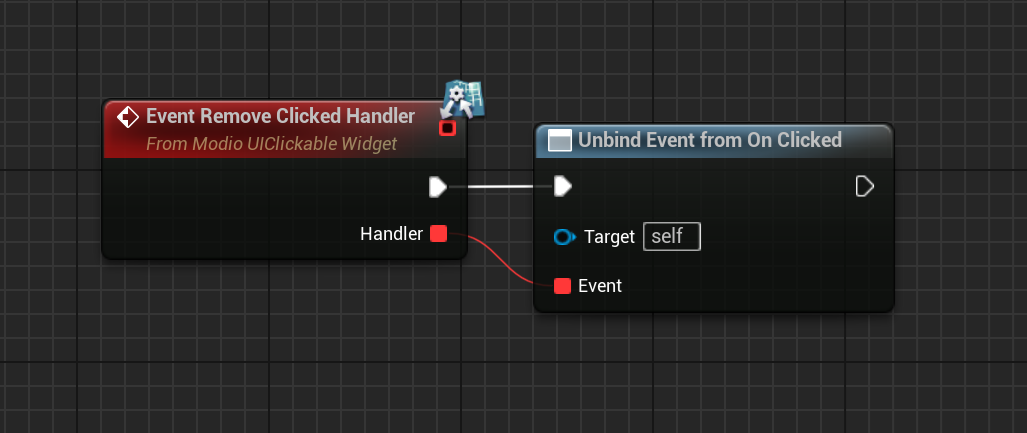 Event Remove Clicked Handler
From Modio UIClickable Widget
Handler
Unbind Event from On Clicked
Target self
Event